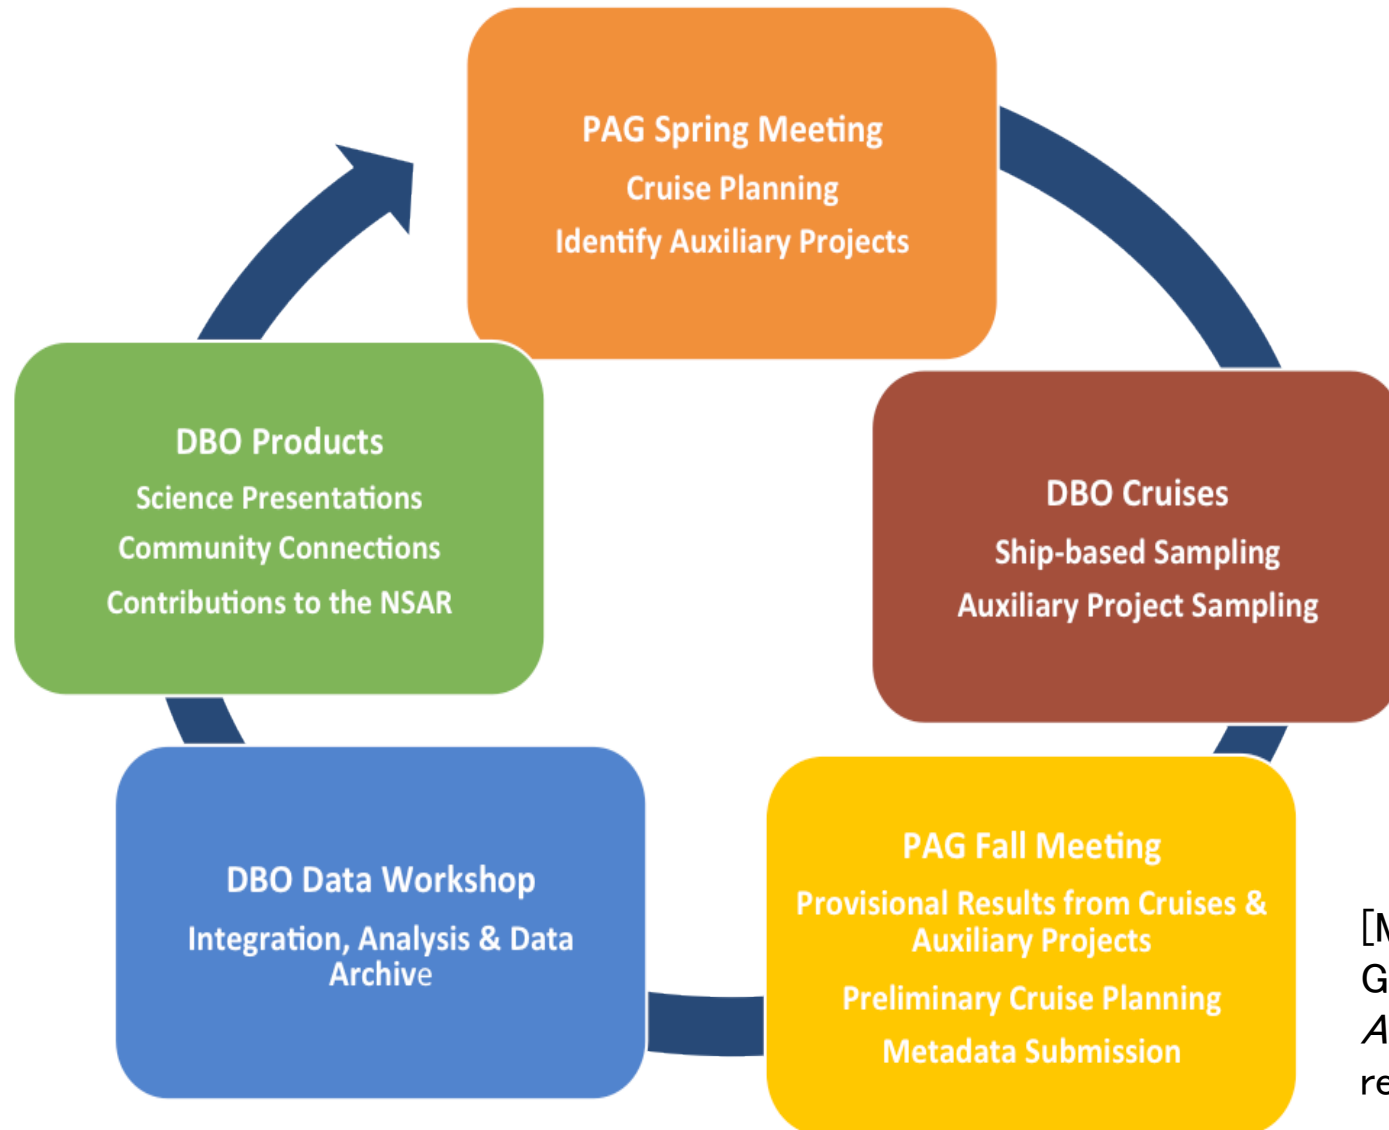 PAG Spring Meeting
Cruise Planning
Identify Auxiliary Projects
DBO Cruises
Ship-based Sampling
Auxiliary Project Sampling
PAG Fall Meeting
Provisional Results from Cruises &
Auxiliary Projects
Preliminary Cruise Planning
Metadata Submission
DBO Data Workshop
Integration, Analysis & Data
Archive
DBO Products
Science Presentations
Community Connections
Contributions to the NSAR